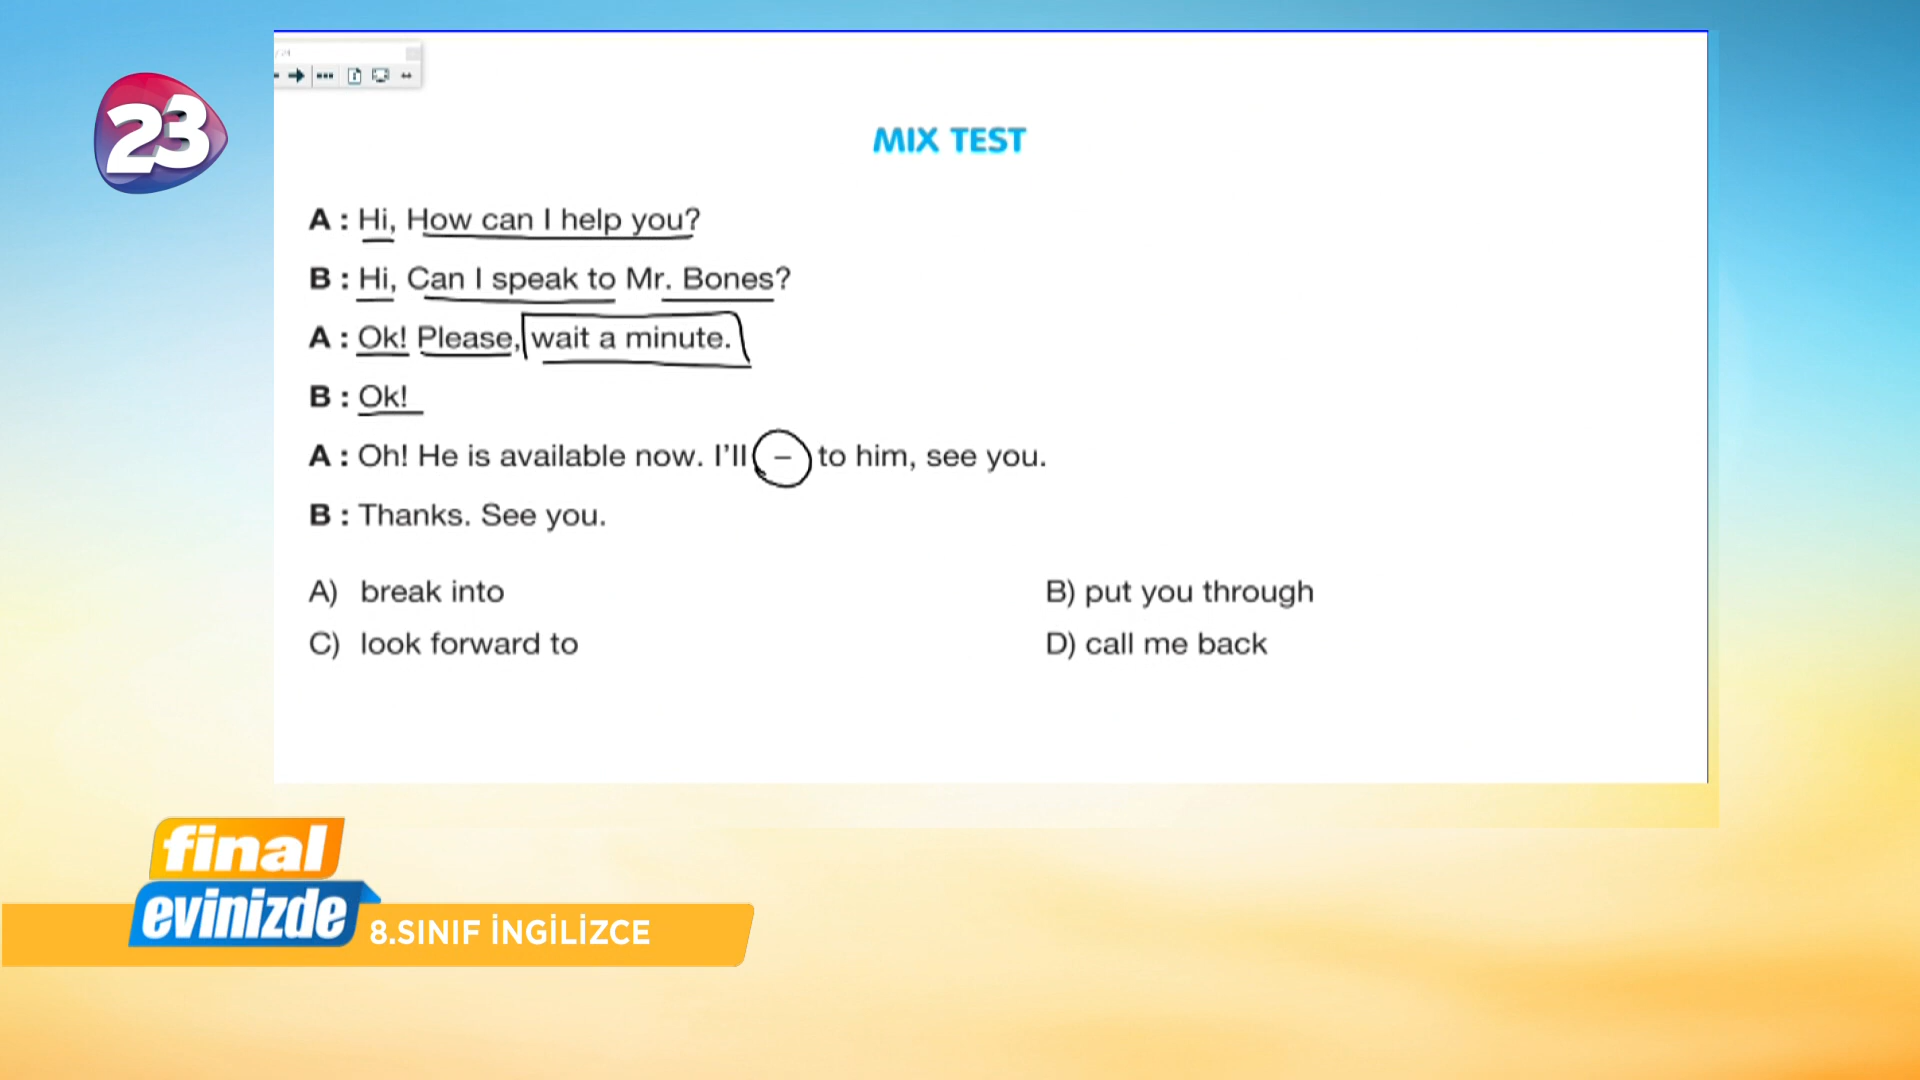 23
MIX TEST
A : Hi, How can I help you?
B : Hi, Can I speak to Mr. Bones?
A : Ok! Please, wait a minute.
B : Ok!
A : Oh! He is available now. I'll – to him, see you.
B : Thanks. See you.
A) break into
B) put you through
C) look forward to
D) call me back
final
evinizde
8.SINIF İNGİLİZCE